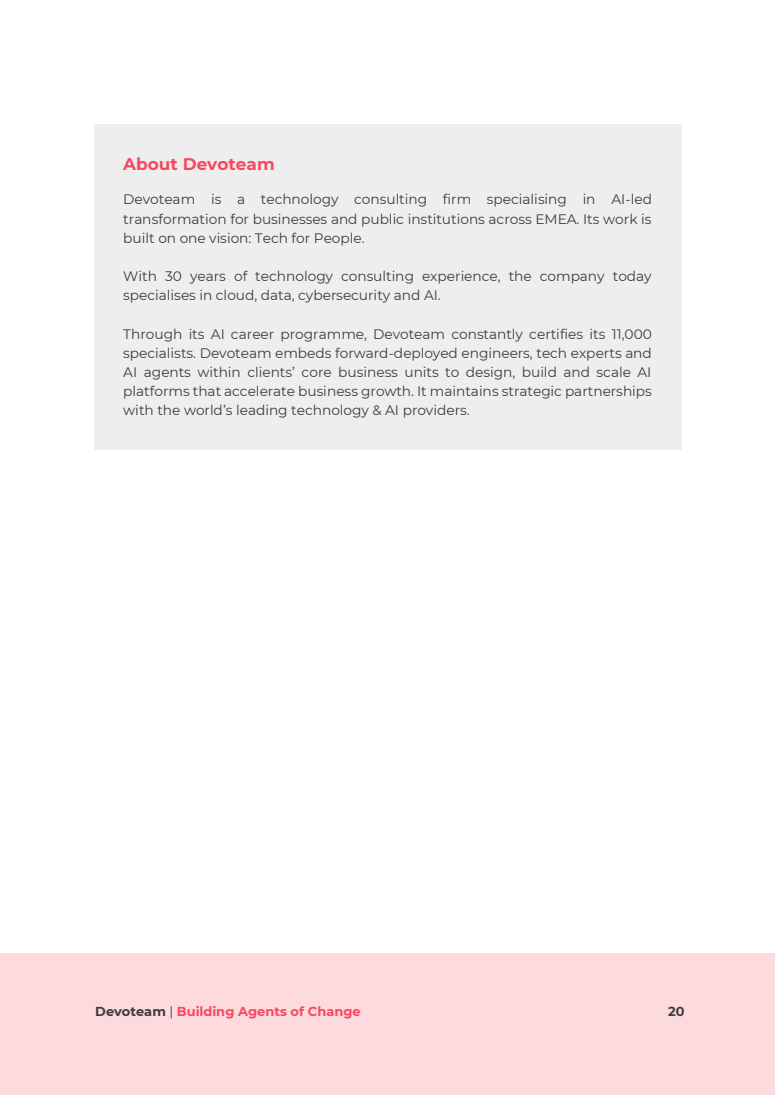 About Devoteam
Devoteam is a technology consulting firm specialising in AI-led
transformation for businesses and public institutions across EMEA. Its work is
built on one vision: Tech for People.
With 30 years of technology consulting experience, the company today
specialises in cloud, data, cybersecurity and AI.
Through its AI career programme, Devoteam constantly certifies its 11,000
specialists. Devoteam embeds forward-deployed engineers, tech experts and
AI agents within clients’ core business units to design, build and scale AI
platforms that accelerate business growth. It maintains strategic partnerships
with the world’s leading technology & AI providers.
Devoteam | Building Agents of Change 20